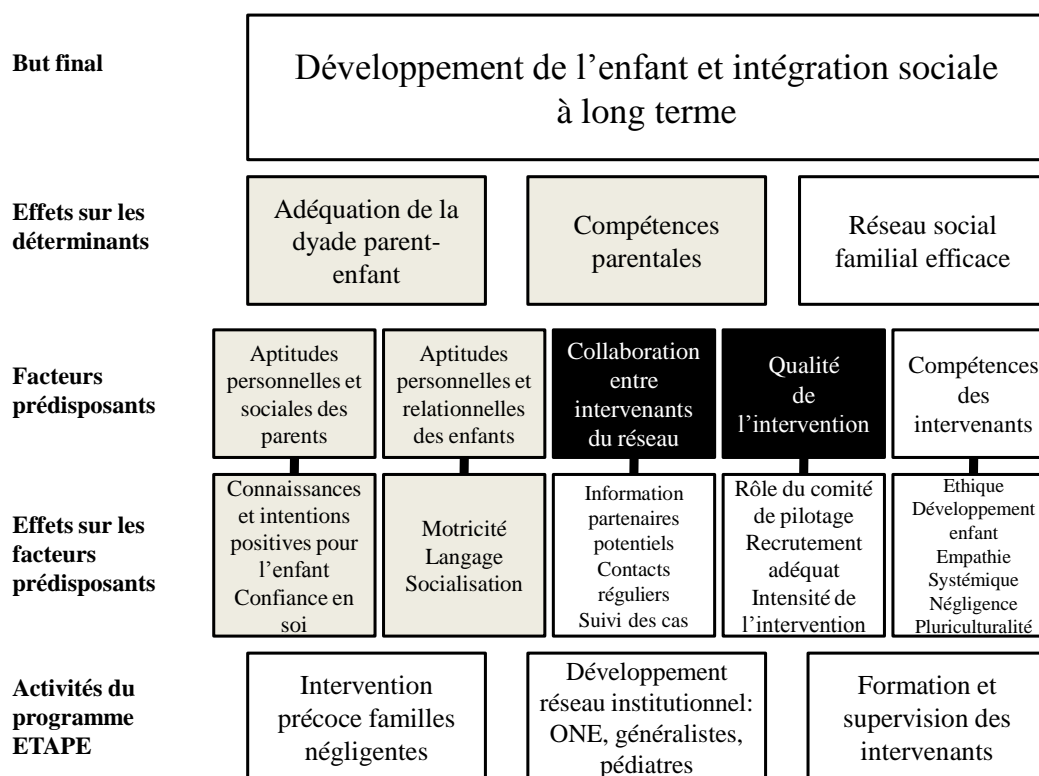 But final
Développement de l’enfant et intégration sociale
à long terme
Effets sur les
déterminants
Adéquation de la
dyade parent-
enfant
Compétences
parentales
Réseau social
familial efficace
Facteurs
prédisposants
Aptitudes
personnelles et
sociales des
parents
Aptitudes
personnelles et
relationnelles
des enfants
Collaboration
entre
intervenants
du réseau
Qualité
de
l’intervention
Compétences
des
intervenants
Effets sur les
facteurs
prédisposants
Connaissances
et intentions
positives pour
l’enfant
Confiance en
soi
Motricité
Langage
Socialisation
Information
partenaires
potentiels
Contacts
réguliers
Suivi des cas
Rôle du comité
de pilotage
Recrutement
adéquat
Intensité de
l’intervention
Ethique
Développement
enfant
Empathie
Systémique
Négligence
Pluriculturalité
Activités du
programme
ETAPE
Intervention
précoce familles
négligentes
Développement
réseau institutionnel:
ONE, généralistes,
pédiatres
Formation et
supervision des
intervenants